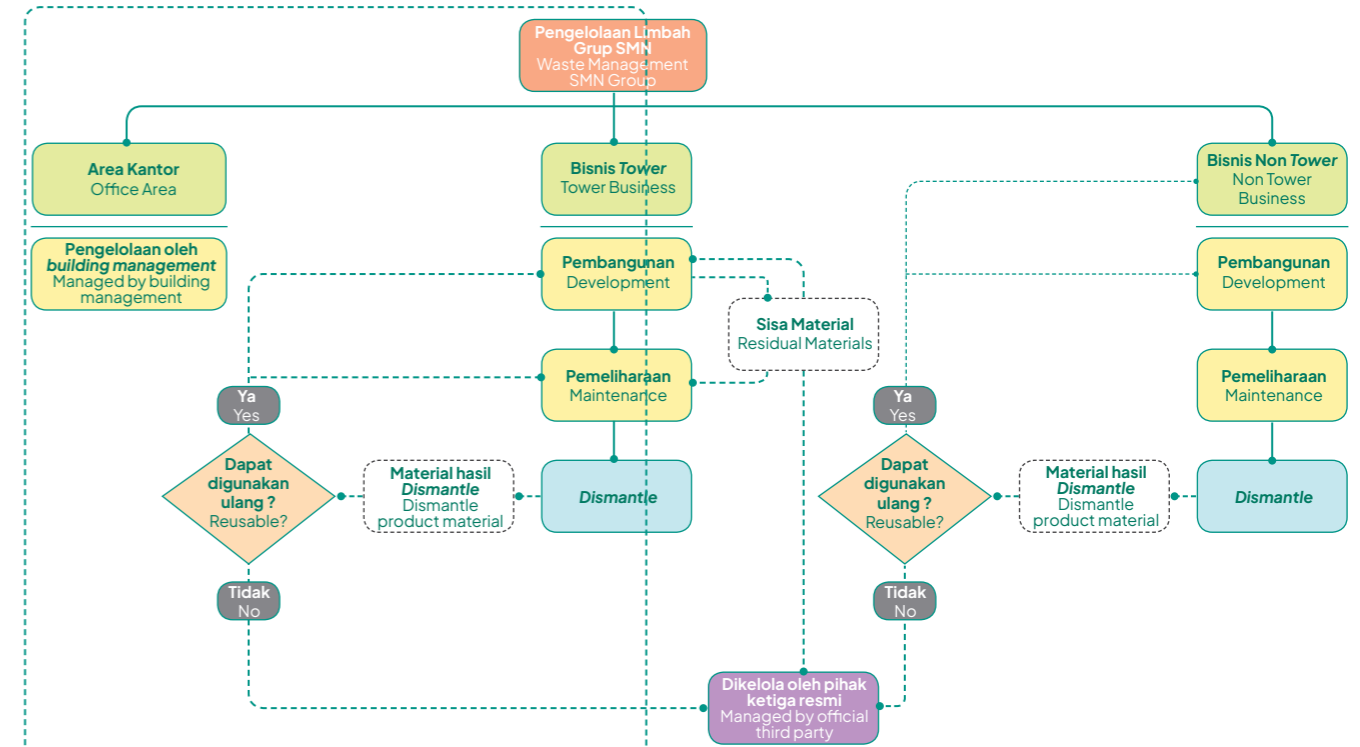 Pengelolaan Limbah
Grup SMN
Waste Management
SMN Group
Area Kantor
Office Area
Bisnis Tower
Tower Business
Bisnis Non Tower
Non Tower
Business
Pengelolaan oleh
building management
Managed by building
management
Pembangunan
Development
Sisa Material
Residual Materials
Pembangunan
Development
Pemeliharaan
Maintenance
Pemeliharaan
Maintenance
Ya
Yes
Ya
Yes
Dapat
digunakan
ulang ?
Reusable?
Material hasil
Dismantle
Dismantle
product material
Dismantle
Dapat
digunakan
ulang ?
Reusable?
Material hasil
Dismantle
Dismantle
product material
Dismantle
Tidak
No
Tidak
No
Dikelola oleh pihak
ketiga resmi
Managed by official
third party